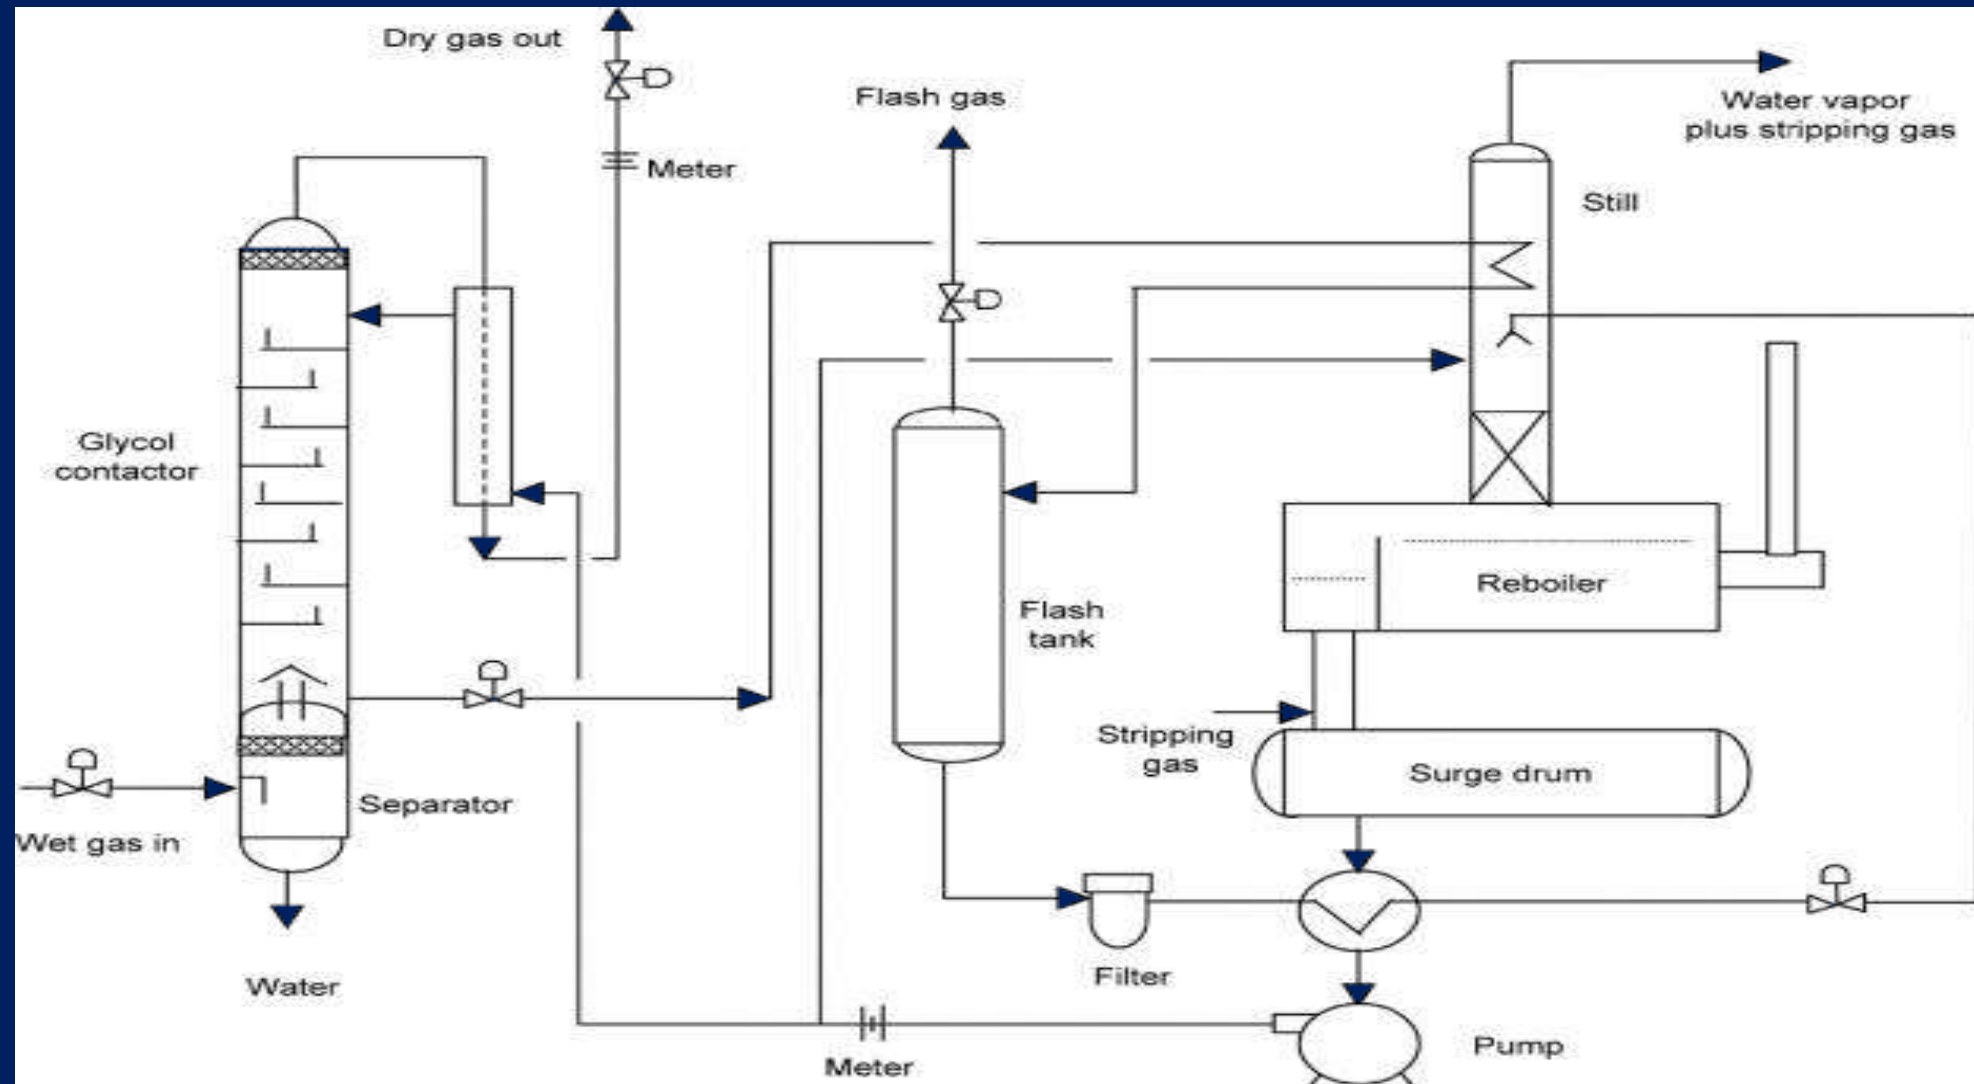 Dry gas out
Flash gas
Water vapor
plus stripping gas
Meter
Still
Glycol
contactor
Reboiler
Flash
tank
Stripping
gas
Surge drum
Separator
Wet gas in
Water
Filter
Pump
Meter